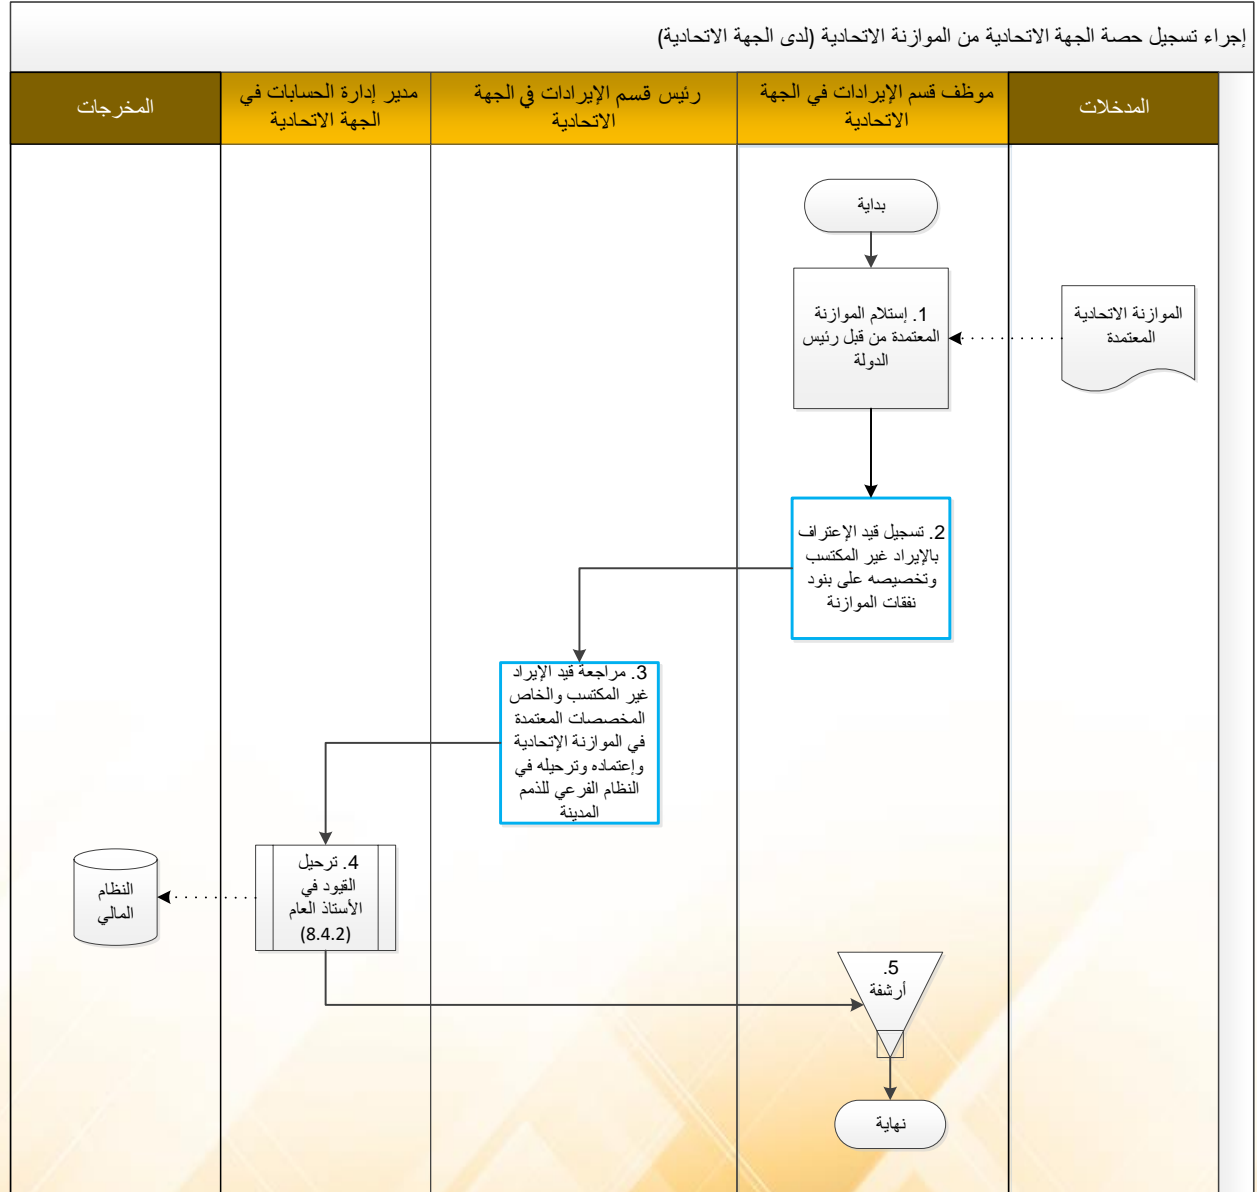 إجراء تسجيل حصة الجهة الاتحادية من الموازنة الاتحادية (لدى الجهة الاتحادية)
المدخلات
موظف قسم الإيرادات في الجهة
الاتحادية
رئيس قسم الإيرادات في الجهة
الاتحادية
مدير إدارة الحسابات في
الجهة الاتحادية
المخرجات
بداية
1. إستلام الموازنة
المعتمدة من قبل رئيس
الدولة
الموازنة الاتحادية
المعتمدة
2. تسجيل قيد الإعتراف
بالإيراد غير المكتسب
وتخصيصه على بنود
نفقات الموازنة
3. مراجعة قيد الإيراد
غير المكتسب والخاص
المخصصات المعتمدة
في الموازنة الإتحادية
وإعتماده وترحيله في
النظام الفرعي للذمم
المدينة
4. ترحيل
القيود في
الأستاذ العام
(8.4.2)
النظام
المالي
5.
أرشفة
نهاية